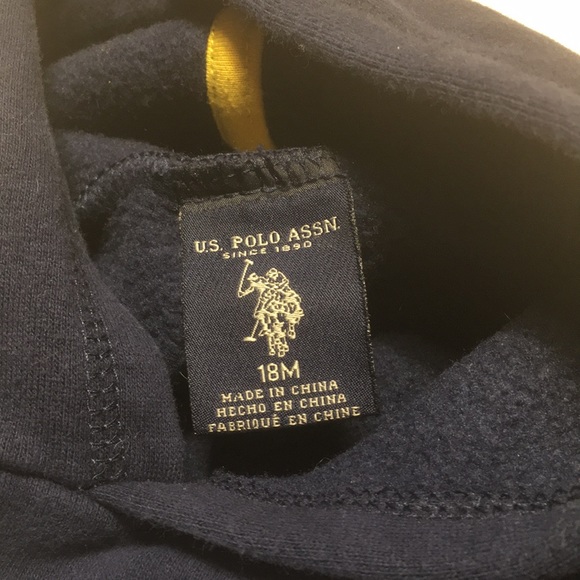 U.S. POLO ASSN.
SINCE 1890
18M
MADE IN CHINA
HECHO EN CHINA
FABRIQUÉ EN CHINE